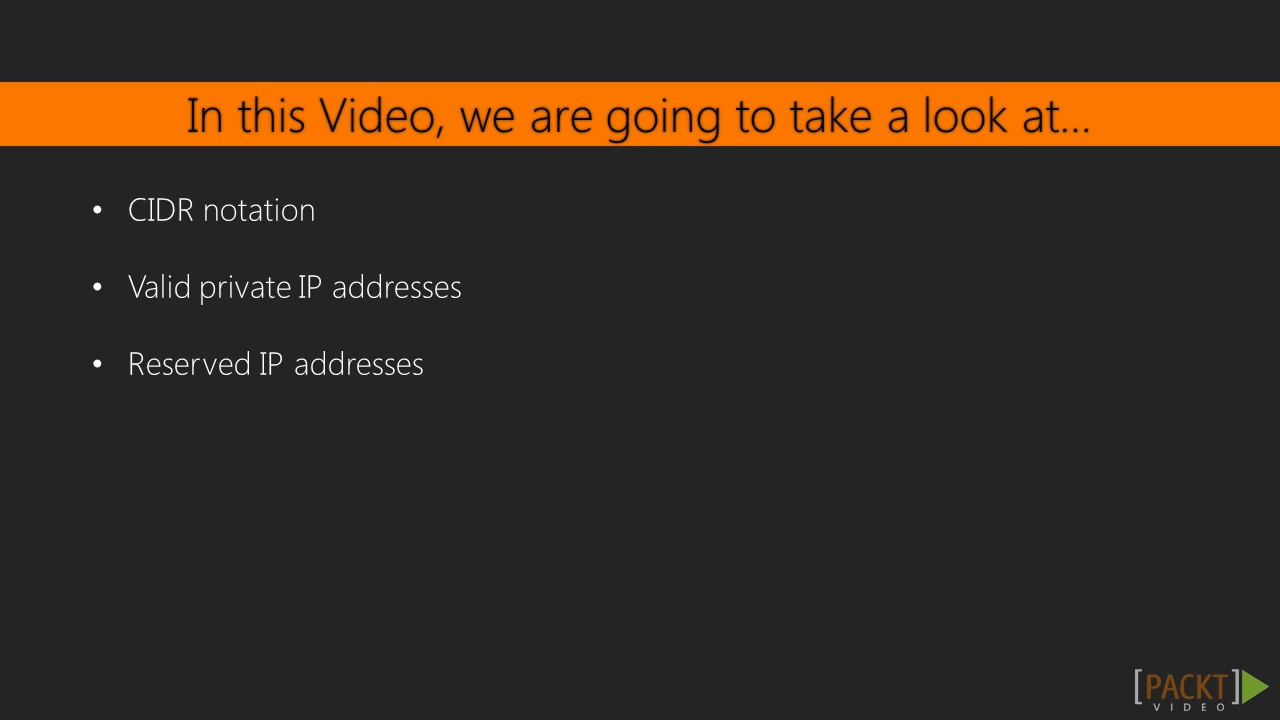 In this Video, we are going to take a look at...
• CIDR notation
• Valid private IP addresses
• Reserved IP addresses
[PACKT]
VIDEO